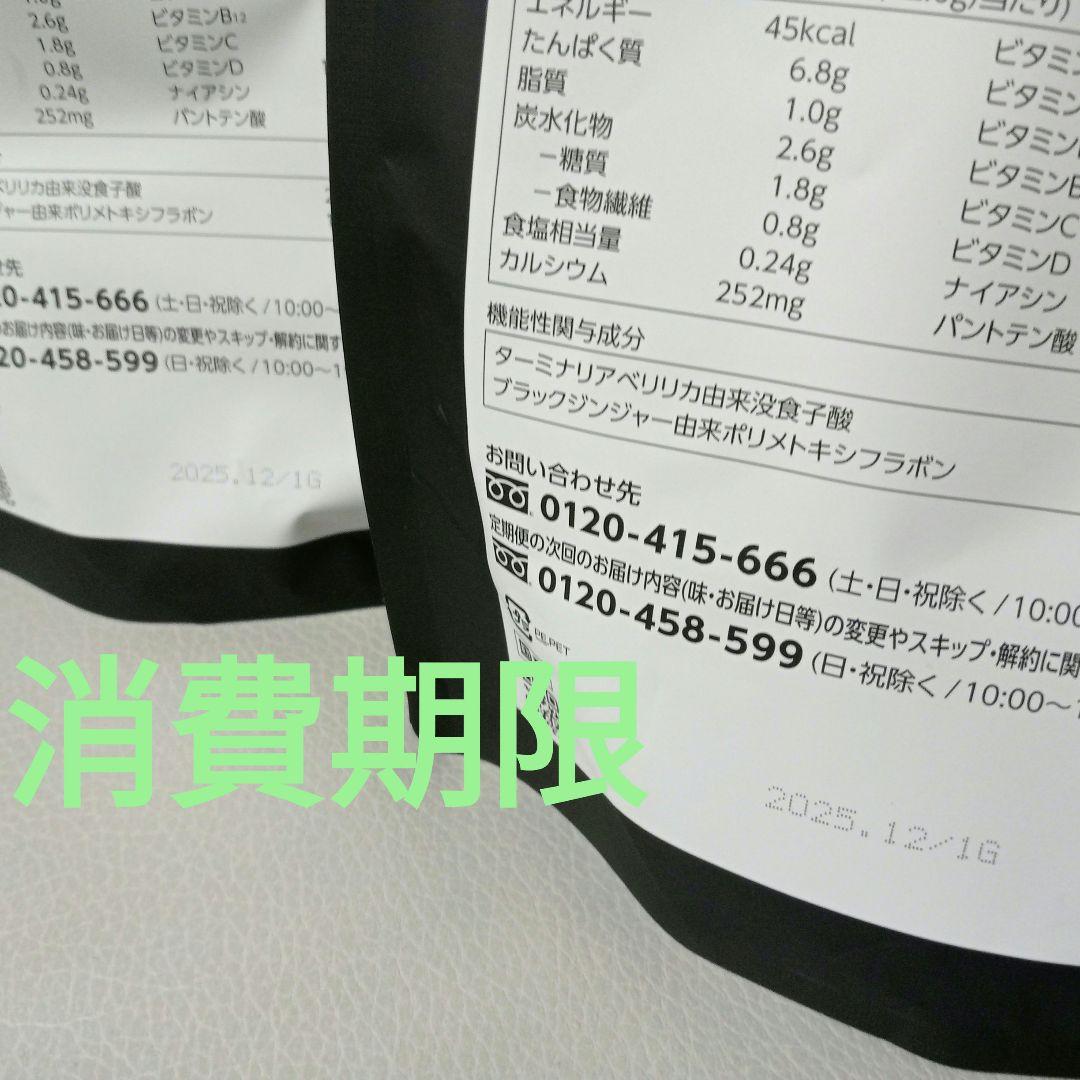 2.6g ビタミンB12
1.8g ビタミンC
0.8g ビタミンD
0.24g ナイアシン
252mg パントテン酸
ベリリカ由来没食子酸
ジャー由来ポリメトキシフラボン
0-415-666 (土・日・祝除く/10:00〜
のお届け内容(味・お届け日等)の変更やスキップ・解約に関す
20-458-599 (日・祝除く/10:00〜1
2025.12/1G
エネルギー 45kcal ビタミン
たんぱく質 6.8g ビタミン
脂質 1.0g ビタミン
炭水化物 2.6g ビタミンB
－糖質 1.8g ビタミンC
－食物繊維 0.8g ビタミンD
食塩相当量 0.24g ナイアシン
カルシウム 252mg パントテン酸
機能性関与成分
ターミナリアベリリカ由来没食子酸
ブラックジンジャー由来ポリメトキシフラボン
お問い合わせ先
0120-415-666 (土・日・祝除く/10:00
定期便の次回のお届け内容(味・お届け日等)の変更やスキップ・解約に関
0120-458-599 (日・祝除く/10:00〜1
PE,PET
消費期限
2025.12/1G